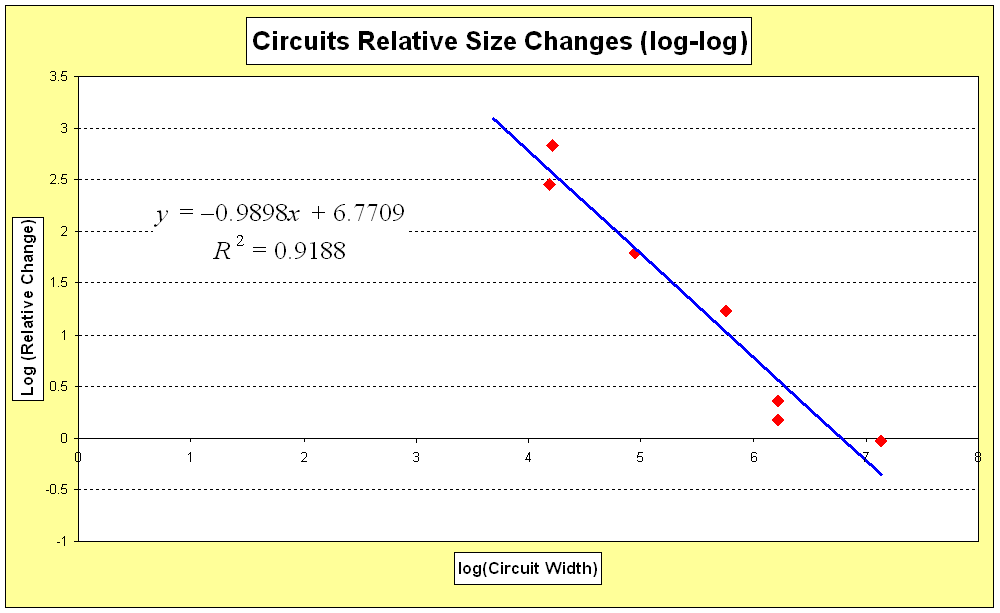 Circuits Relative Size Changes (log-log)
3.5
3
2.5
2
1.5
1
0.5
0
-0.5
-1
Log (Relative Change)
y = −0.9898x + 6.7709
R² = 0.9188
0 1 2 3 4 5 6 7 8
log(Circuit Width)